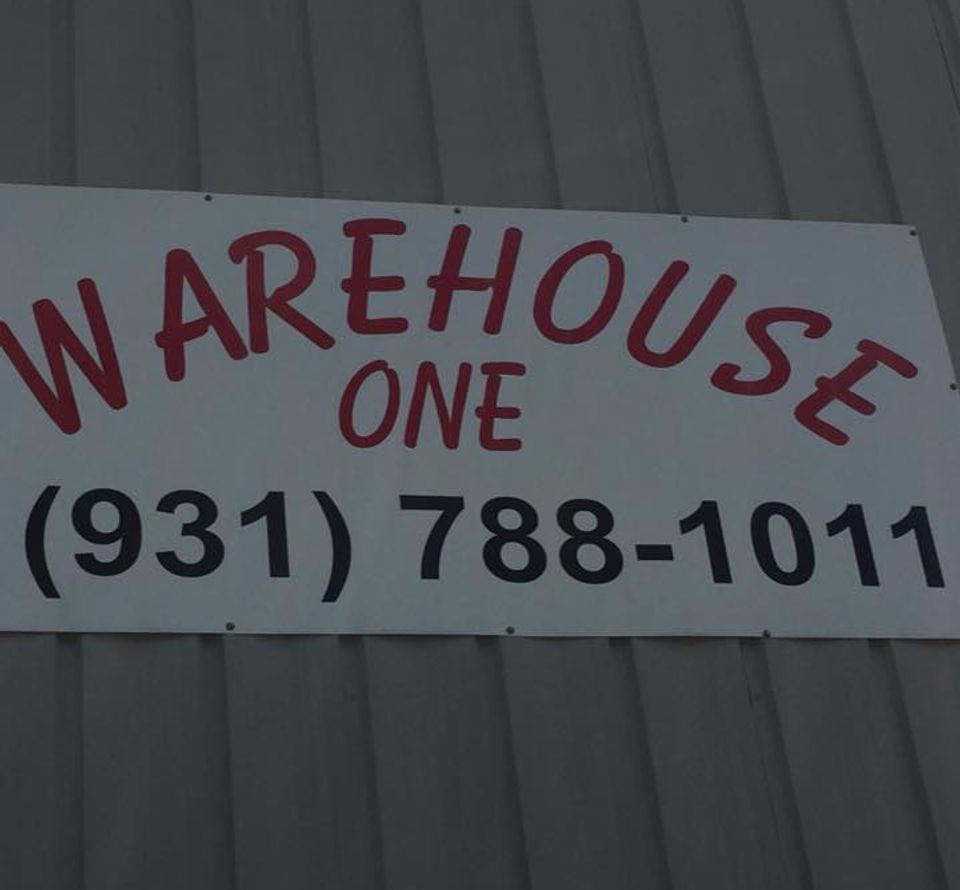 WAREHOUSE
ONE
(931) 788-1011